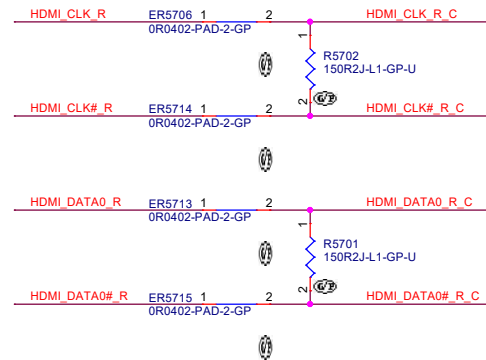 HDMI_CLK_R ER5706 1 2 HDMI_CLK_R_C
0R0402-PAD-2-GP
1
R5702
150R2J-L1-GP-U
G/P
2 G/P
HDMI_CLK#_R ER5714 1 2 HDMI_CLK#_R_C
0R0402-PAD-2-GP
G/P
HDMI_DATA0_R ER5713 1 2 HDMI_DATA0_R_C
0R0402-PAD-2-GP
1
R5701
150R2J-L1-GP-U
G/P
2 G/P
HDMI_DATA0#_R ER5715 1 2 HDMI_DATA0#_R_C
0R0402-PAD-2-GP
G/P